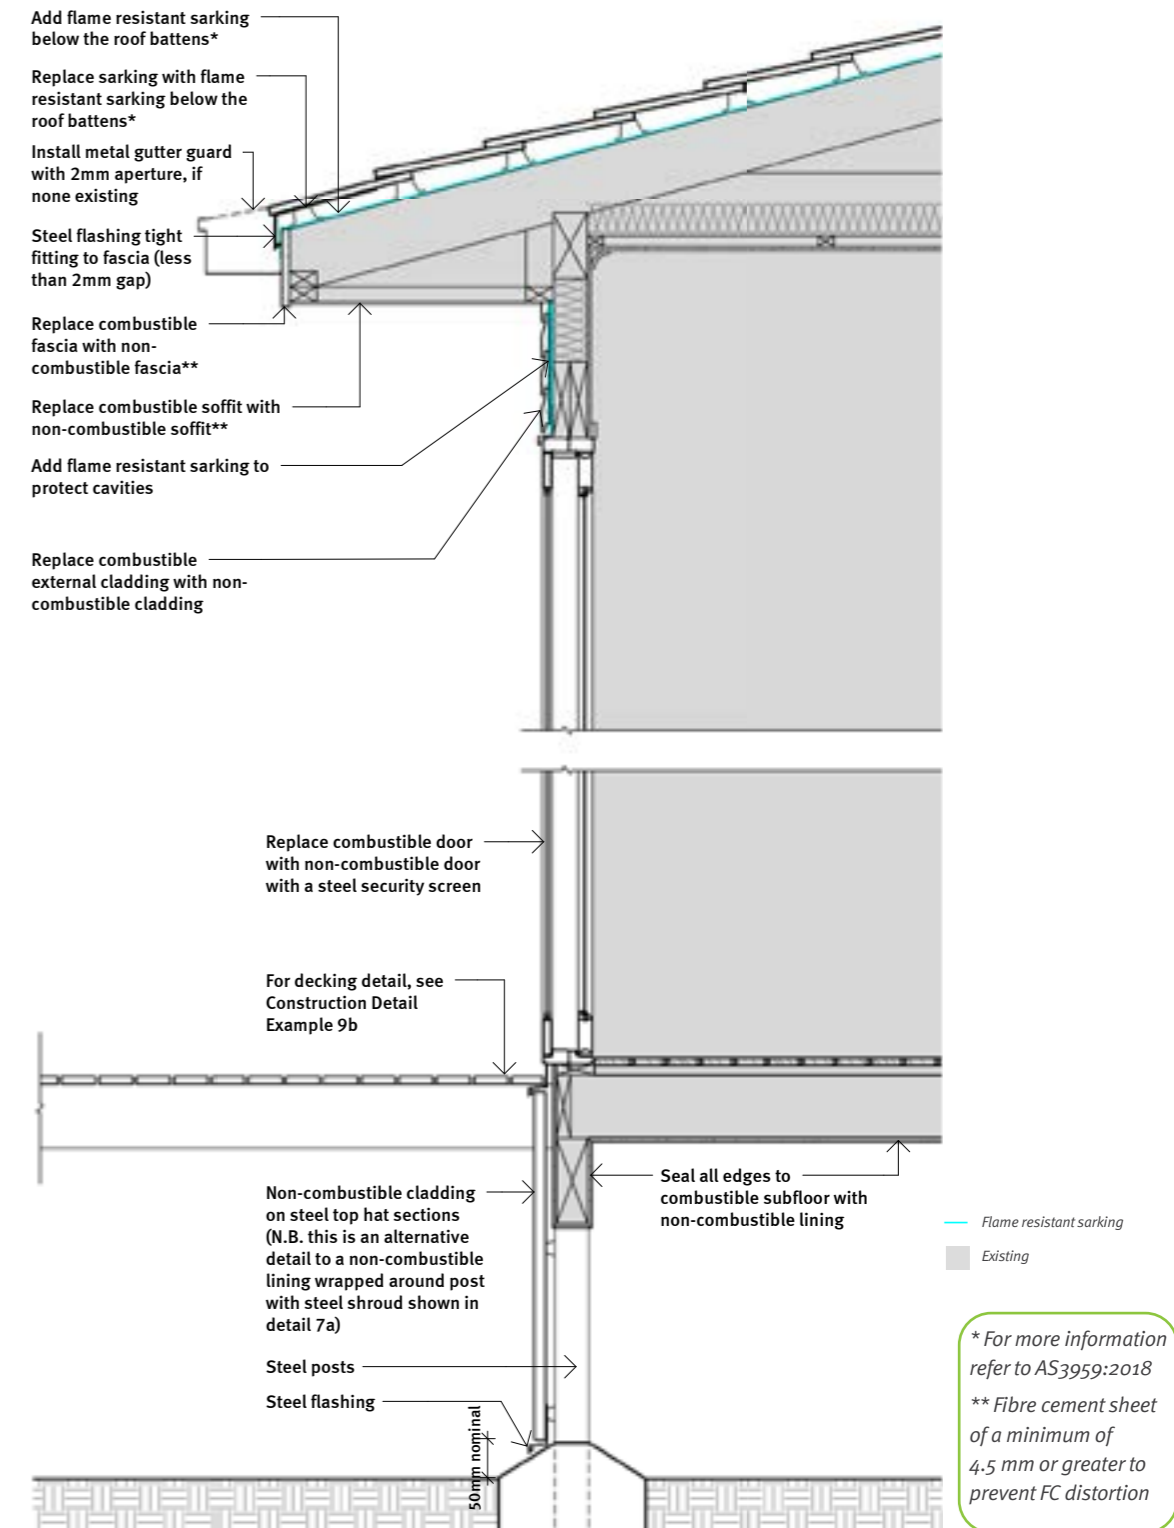 Add flame resistant sarking
below the roof battens*
Replace sarking with flame
resistant sarking below the
roof battens*
Install metal gutter guard
with 2mm aperture, if
none existing
Steel flashing tight
fitting to fascia (less
than 2mm gap)
Replace combustible
fascia with non-
combustible fascia**
Replace combustible soffit with
non-combustible soffit**
Add flame resistant sarking to
protect cavities
Replace combustible
external cladding with non-
combustible cladding
Replace combustible door
with non-combustible door
with a steel security screen
For decking detail, see
Construction Detail
Example 9b
Non-combustible cladding
on steel top hat sections
(N.B. this is an alternative
detail to a non-combustible
lining wrapped around post
with steel shroud shown in
detail 7a)
Seal all edges to
combustible subfloor with
non-combustible lining
Steel posts
Steel flashing
50mm nominal
Flame resistant sarking
Existing
* For more information
refer to AS3959:2018
** Fibre cement sheet
of a minimum of
4.5 mm or greater to
prevent FC distortion